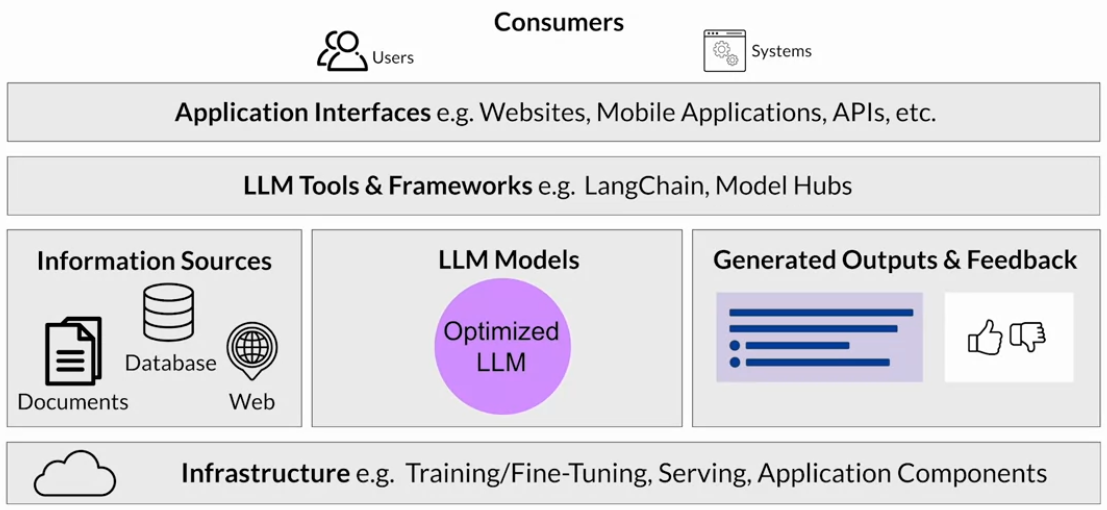 Consumers
Users
Systems
Application Interfaces e.g. Websites, Mobile Applications, APIs, etc.
LLM Tools & Frameworks e.g. LangChain, Model Hubs
Information Sources
Documents
Database
Web
LLM Models
Optimized
LLM
Generated Outputs & Feedback
Infrastructure e.g. Training/Fine-Tuning, Serving, Application Components